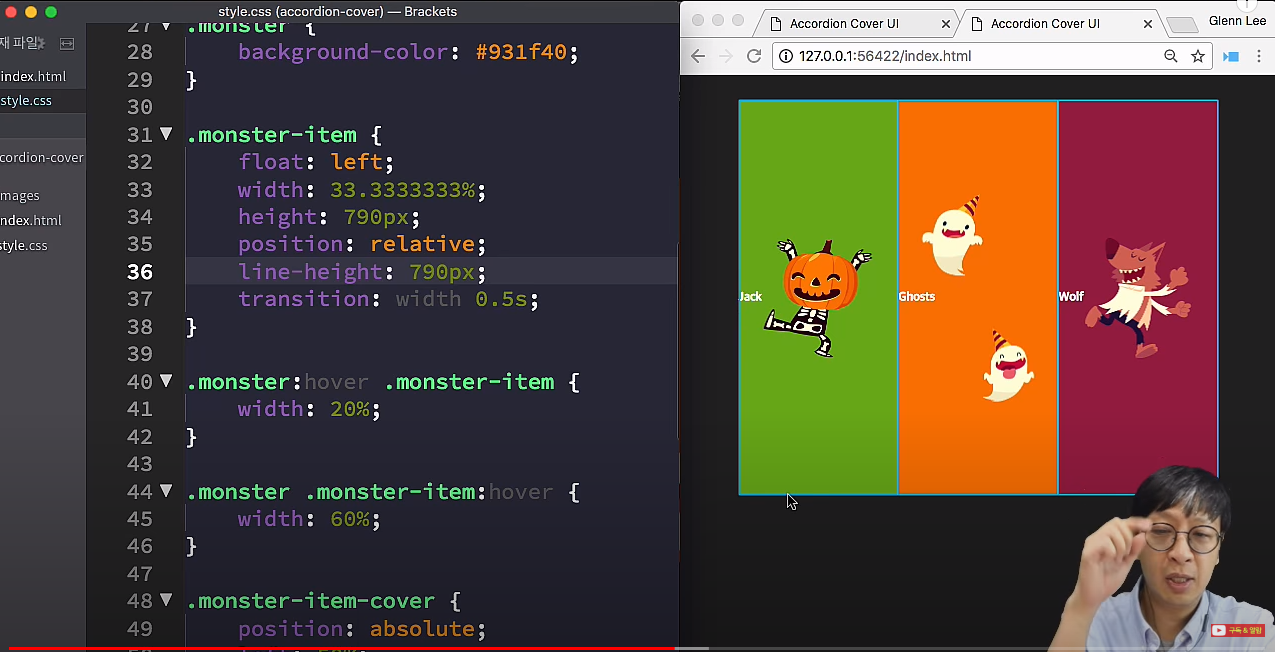 style.css (accordion-cover) — Brackets
재 파일
index.html
style.css
ccordion-cover
mages
ndex.html
style.css
27 .monster {
28 background-color: #931f40;
29 }
30
31 .monster-item {
32 float: left;
33 width: 33.3333333%;
34 height: 790px;
35 position: relative;
36 line-height: 790px;
37 transition: width 0.5s;
38 }
39
40 .monster:hover .monster-item {
41 width: 20%;
42 }
43
44 .monster .monster-item:hover {
45 width: 60%;
46 }
47
48 .monster-item-cover {
49 position: absolute;
Accordion Cover UI
Accordion Cover UI
Glenn Lee
127.0.0.1:56422/index.html
Jack
Ghosts
Wolf
구독 & 알림